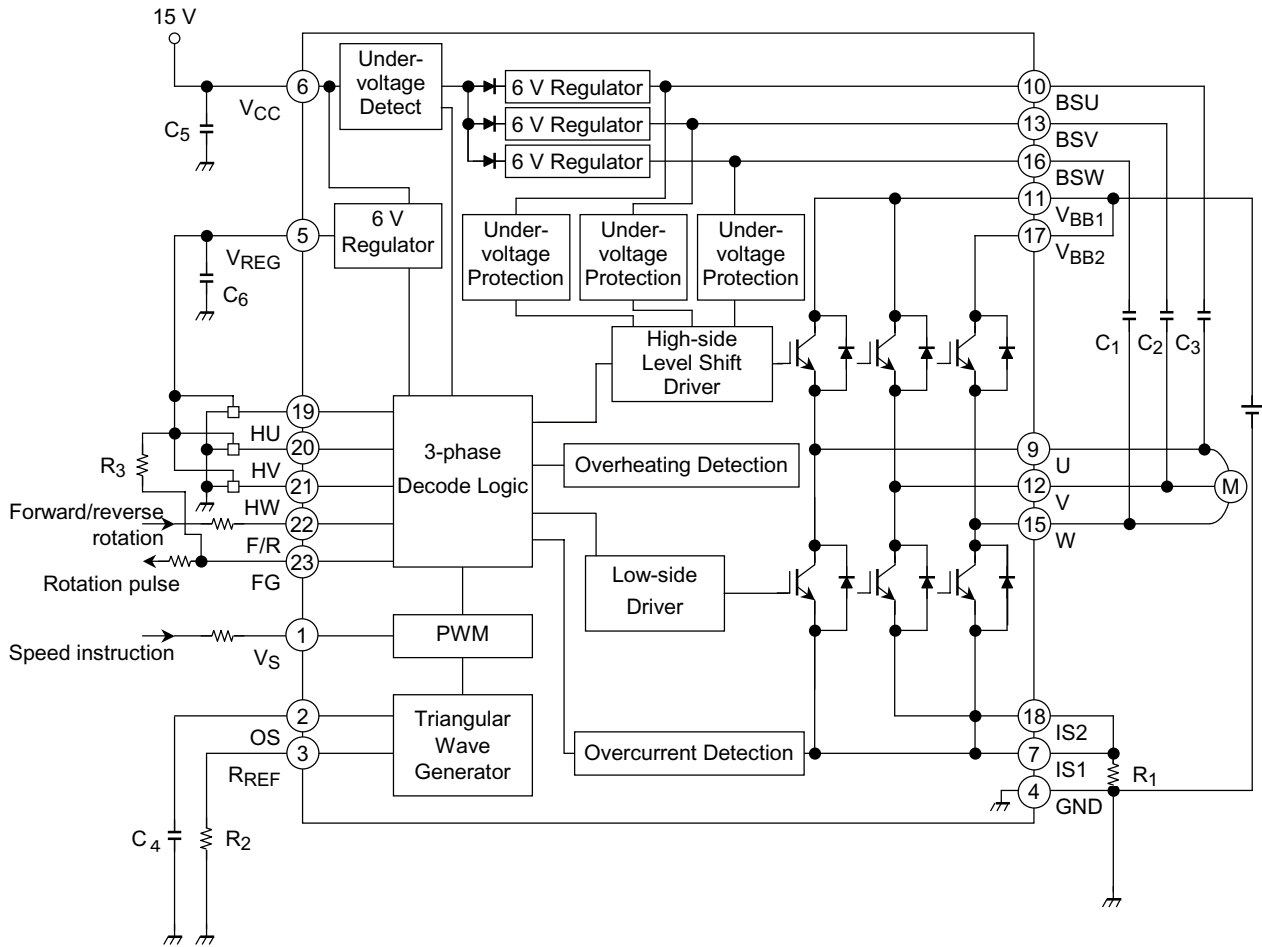 15 V
6
VCC
C5
Under-
voltage
Detect
6 V Regulator
6 V Regulator
6 V Regulator
10
BSU
13
BSV
16
BSW
11
VBB1
17
VBB2
5
VREG
C6
6 V
Regulator
Under-
voltage
Protection
Under-
voltage
Protection
Under-
voltage
Protection
High-side
Level Shift
Driver
C1
C2
C3
19
HU
20
HV
21
HW
R3
Forward/reverse
rotation
22
F/R
23
FG
Rotation pulse
3-phase
Decode Logic
Overheating Detection
9
U
12
V
15
W
M
Low-side
Driver
Speed instruction
1
VS
PWM
2
OS
3
RREF
Triangular
Wave
Generator
Overcurrent Detection
18
IS2
7
IS1
4
GND
R1
C4
R2